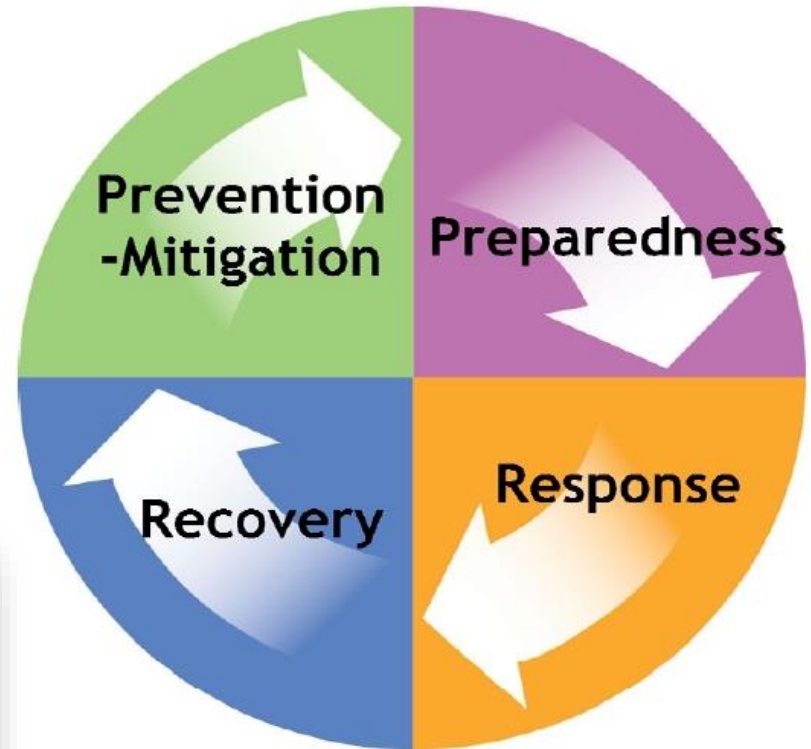 Prevention
-Mitigation
Preparedness
Response
Recovery